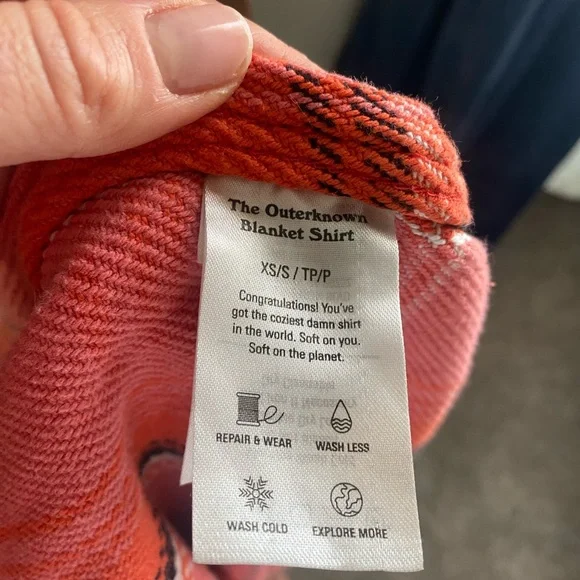 The Outerknown
Blanket Shirt
XS/S / TP/P
Congratulations! You've
got the coziest damn shirt
in the world. Soft on you.
Soft on the planet.
REPAIR & WEAR
WASH LESS
WASH COLD
EXPLORE MORE